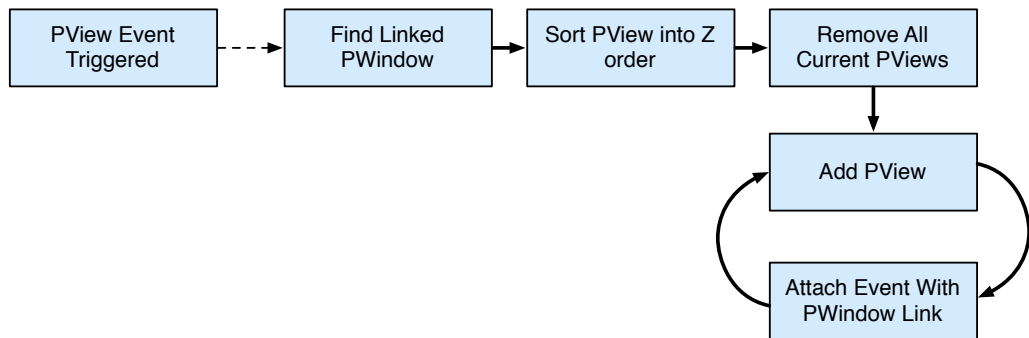 PView Event
Triggered
Find Linked
PWindow
Sort PView into Z
order
Remove All
Current PViews
Add PView
Attach Event With
PWindow Link